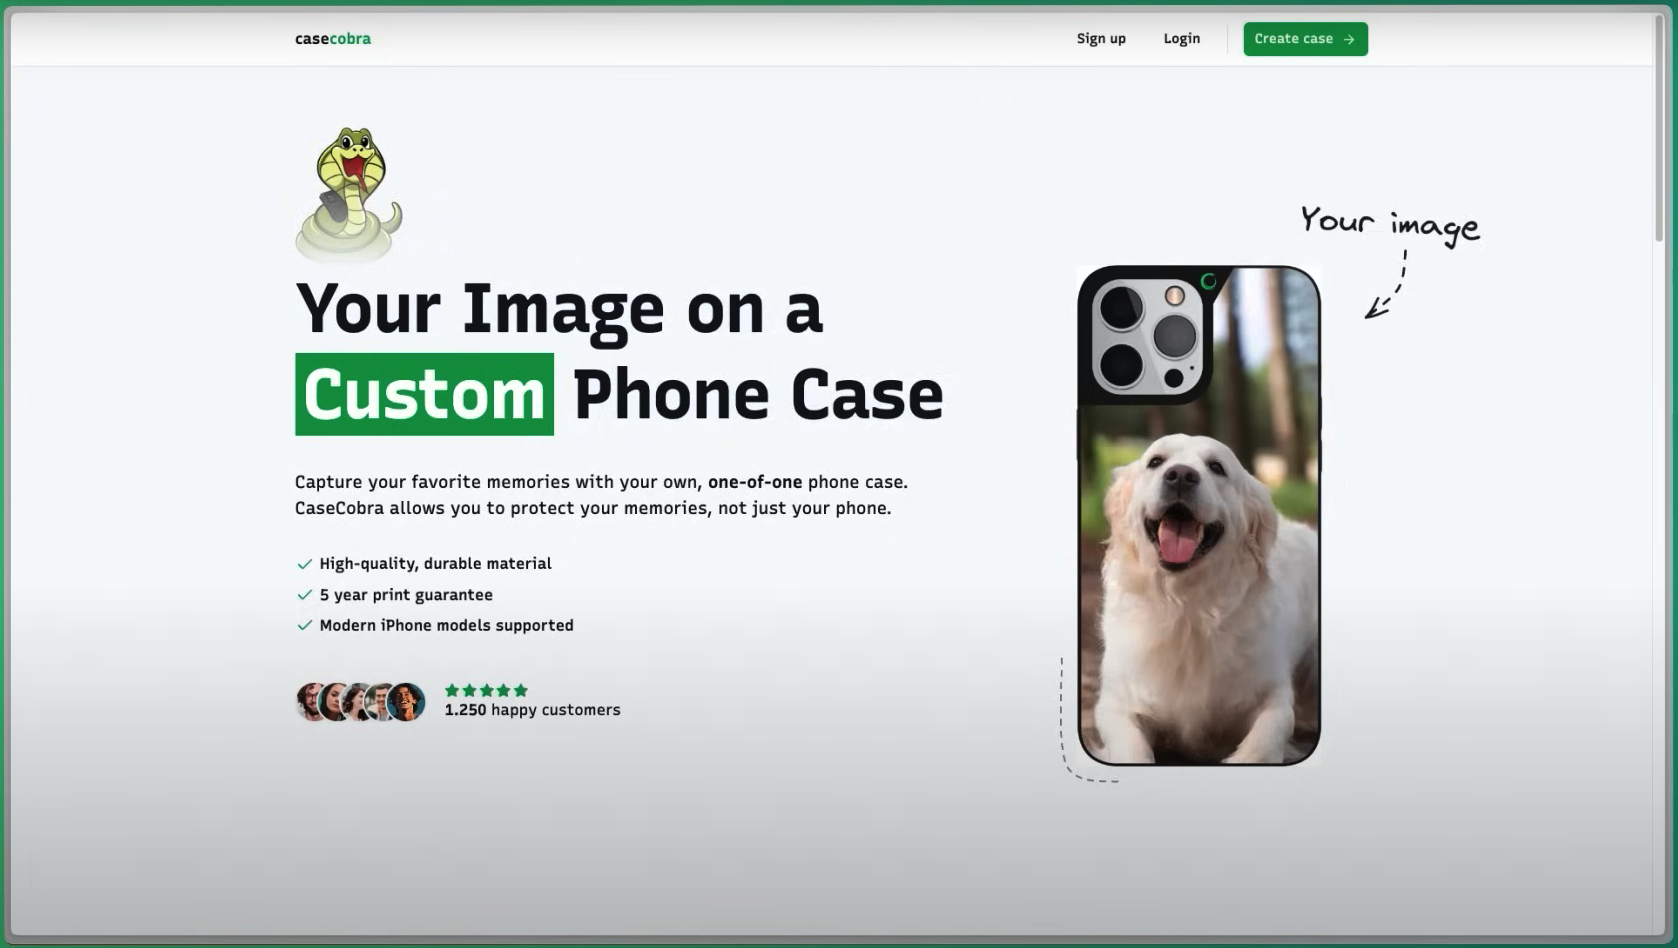 casecobra
Sign up
Login
Create case
Your image
Your Image on a
Custom Phone Case
Capture your favorite memories with your own, one-of-one phone case.
CaseCobra allows you to protect your memories, not just your phone.
High-quality, durable material
5 year print guarantee
Modern iPhone models supported
1.250 happy customers